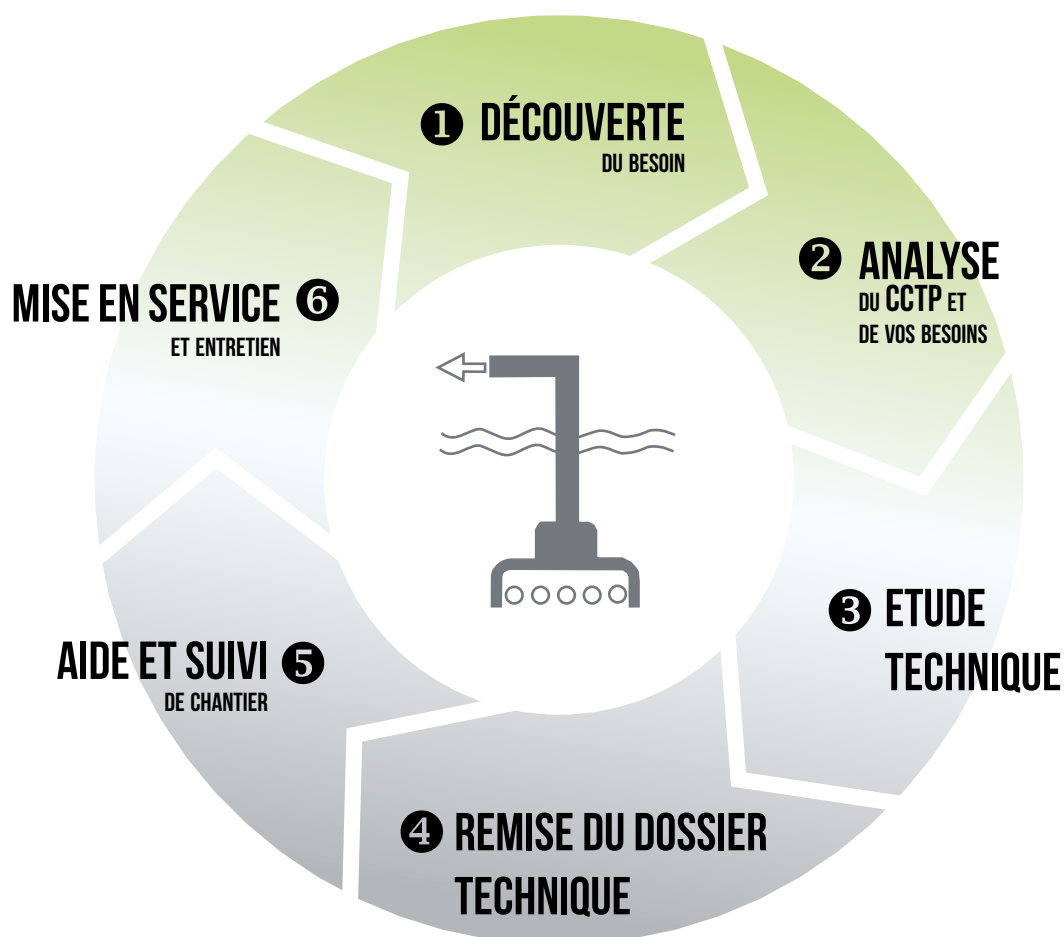 ❶ DÉCOUVERTE
DU BESOIN
❷ ANALYSE
DU CCTP ET
DE VOS BESOINS
❸ ETUDE
TECHNIQUE
❹ REMISE DU DOSSIER
TECHNIQUE
AIDE ET SUIVI ❺
DE CHANTIER
MISE EN SERVICE ❻
ET ENTRETIEN